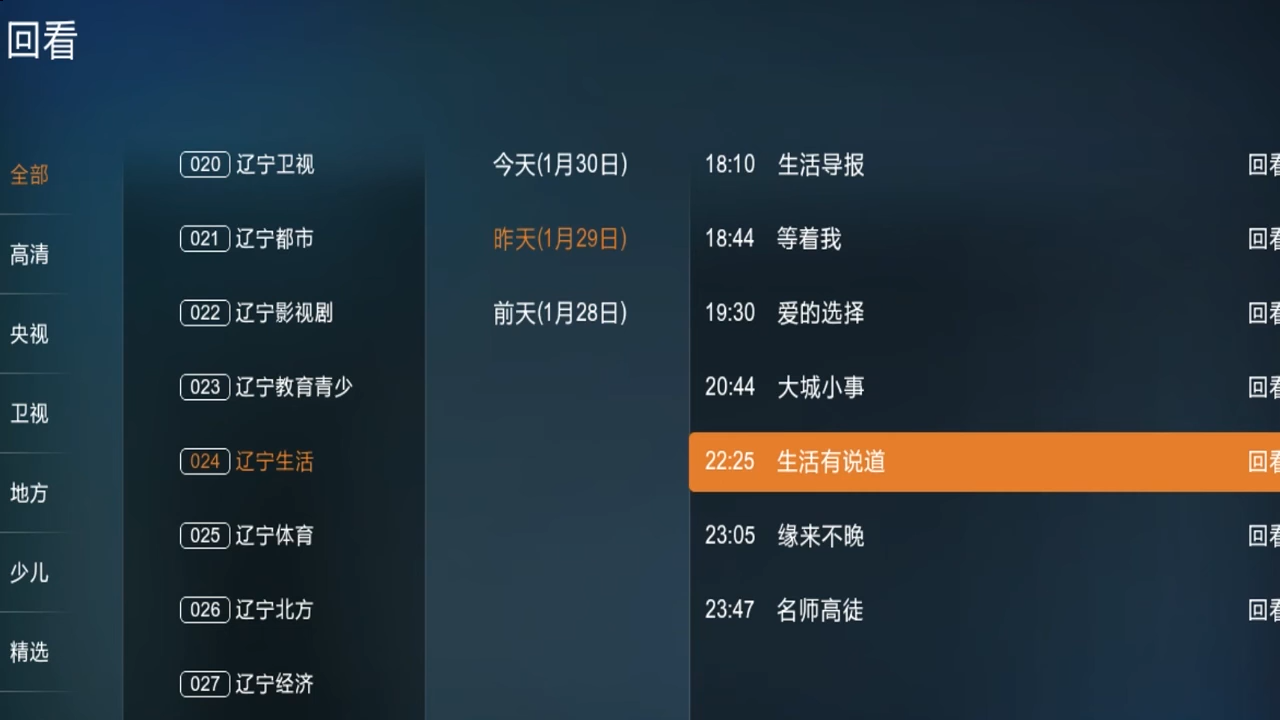 回看
全部
高清
央视
卫视
地方
少儿
精选
020 辽宁卫视
021 辽宁都市
022 辽宁影视剧
023 辽宁教育青少
024 辽宁生活
025 辽宁体育
026 辽宁北方
027 辽宁经济
今天(1月30日)
昨天(1月29日)
前天(1月28日)
18:10 生活导报 回看
18:44 等着我 回看
19:30 爱的选择 回看
20:44 大城小事 回看
22:25 生活有说道 回看
23:05 缘来不晚 回看
23:47 名师高徒 回看